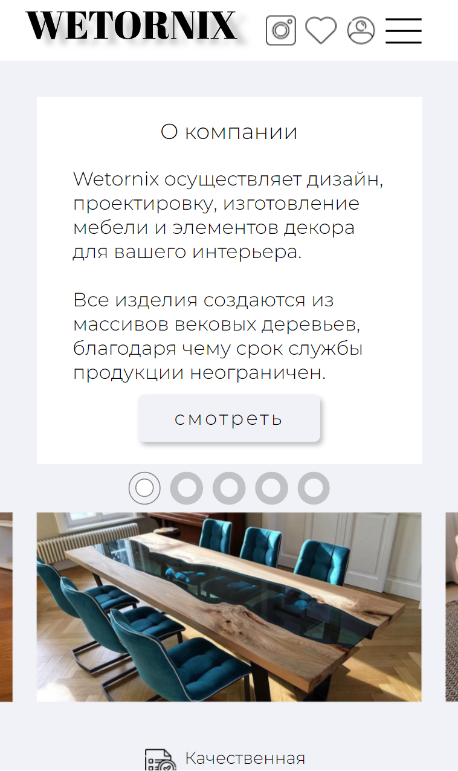 WETORNIX
О компании
Wetornix осуществляет дизайн,
проектировку, изготовление
мебели и элементов декора
для вашего интерьера.
Все изделия создаются из
массивов вековых деревьев,
благодаря чему срок службы
продукции неограничен.
смотреть
Качественная